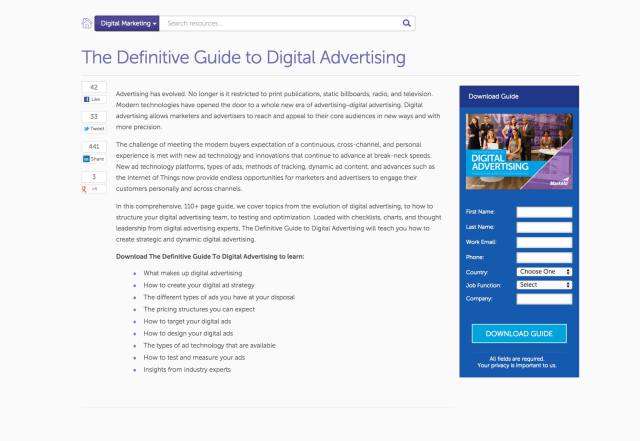 Digital Marketing
Search resources...
The Definitive Guide to Digital Advertising
42
Like
33
Tweet
441
Share
3
+1
Advertising has evolved. No longer is it restricted to print publications, static billboards, radio, and television.
Modern technologies have opened the door to a whole new era of advertising–digital advertising. Digital
advertising allows marketers and advertisers to reach and appeal to their core audiences in new ways and with
more precision.
The challenge of meeting the modern buyers expectation of a continuous, cross-channel, and personal
experience is met with new ad technology and innovations that continue to advance at break-neck speeds.
New ad platforms, types of ads, methods of tracking, dynamic ad content, and advances such as
the Internet of Things now provide endless opportunities for marketers and advertisers to engage their
customers personally and across channels.
In this comprehensive, 110+ page guide, we cover topics from the evolution of digital advertising, to how to
structure your digital advertising team, to testing and optimization. Loaded with checklists, charts, and thought
leadership from digital advertising experts, The Definitive Guide to Digital Advertising will teach you how to
create strategic and dynamic digital advertising.
Download The Definitive Guide To Digital Advertising to learn:
What makes up digital advertising
How to create your digital ad strategy
The different types of ads you have at your disposal
The pricing structures you can expect
How to target your digital ads
How to design your digital ads
The types of ad technology that are available
How to test and measure your ads
Insights from industry experts
Download Guide
DIGITAL
ADVERTISING
Marketo
First Name:
Last Name:
Work Email:
Phone:
Country:
Choose One
Job Function:
Select
Company:
DOWNLOAD GUIDE
All fields are required.
Your privacy is important to us.